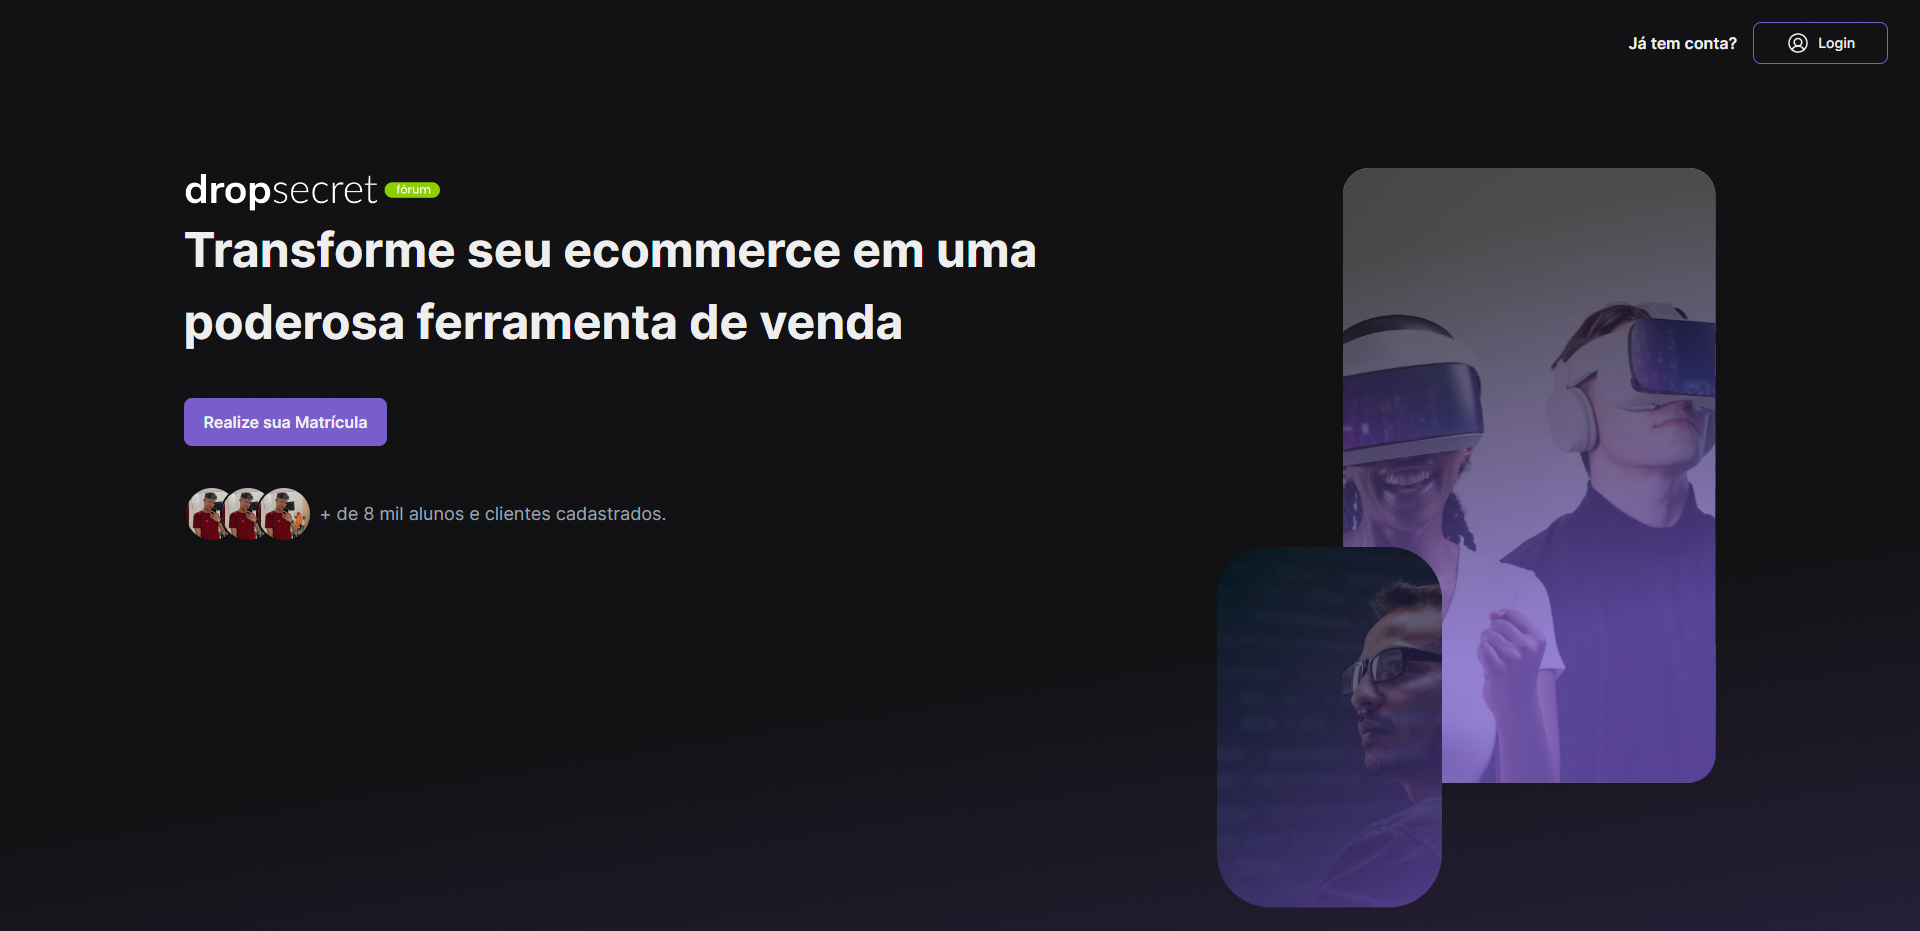 Já tem conta?
Login
dropsecret fórum
Transforme seu ecommerce em uma
poderosa ferramenta de venda
Realize sua Matrícula
+ de 8 mil alunos e clientes cadastrados.